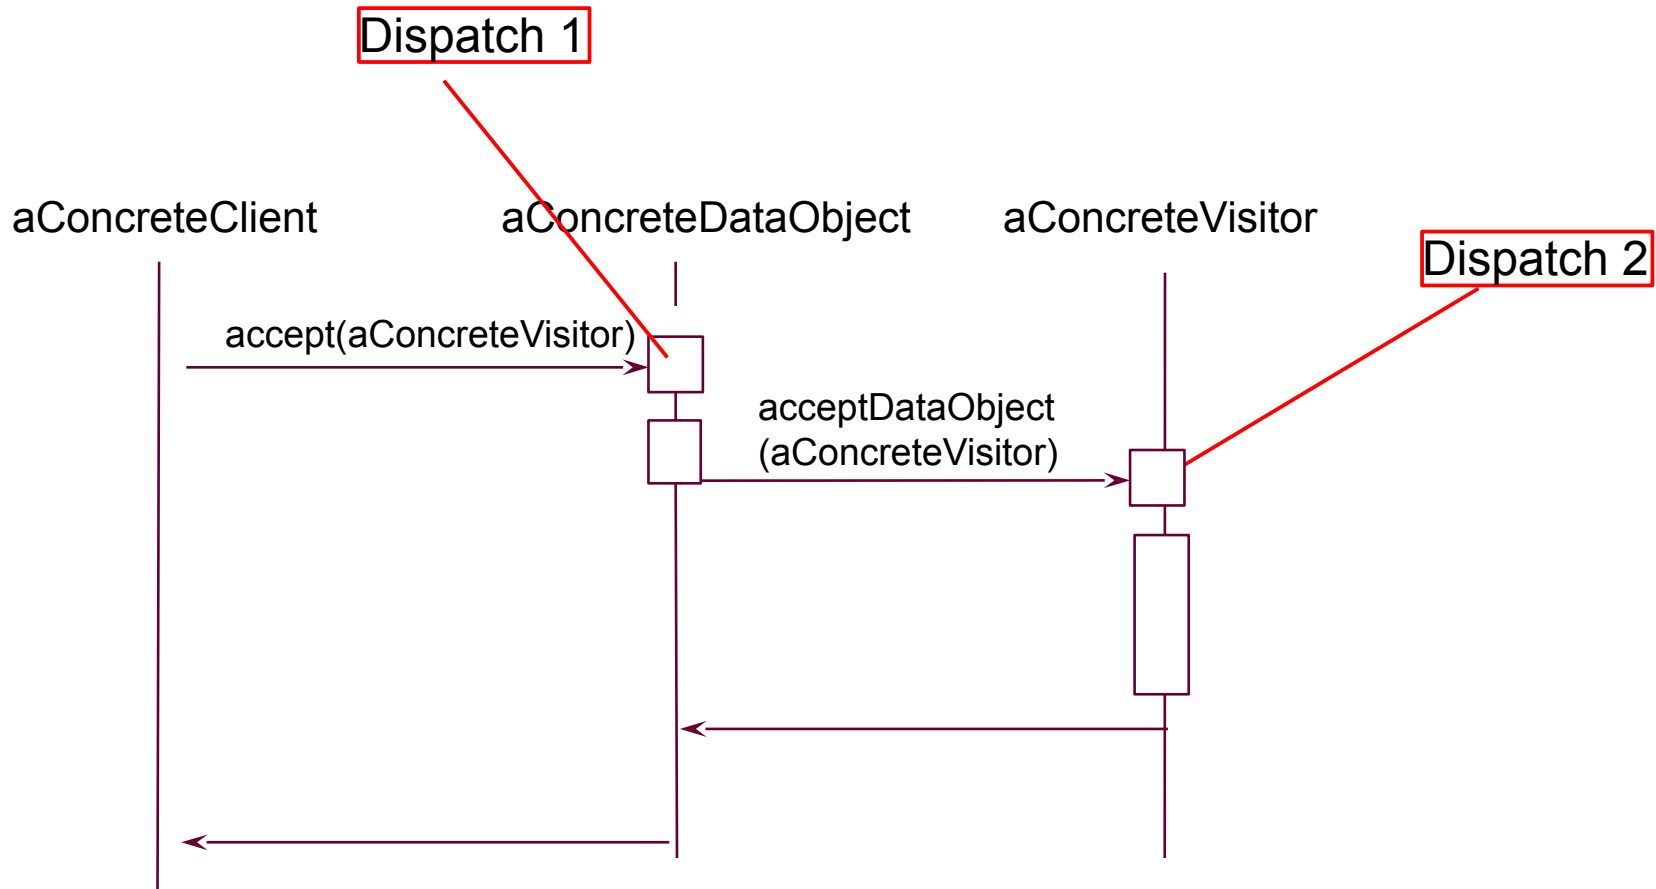 Dispatch 1
aConcreteClient
aConcreteDataObject
aConcreteVisitor
Dispatch 2
accept(aConcreteVisitor)
acceptDataObject
(aConcreteVisitor)